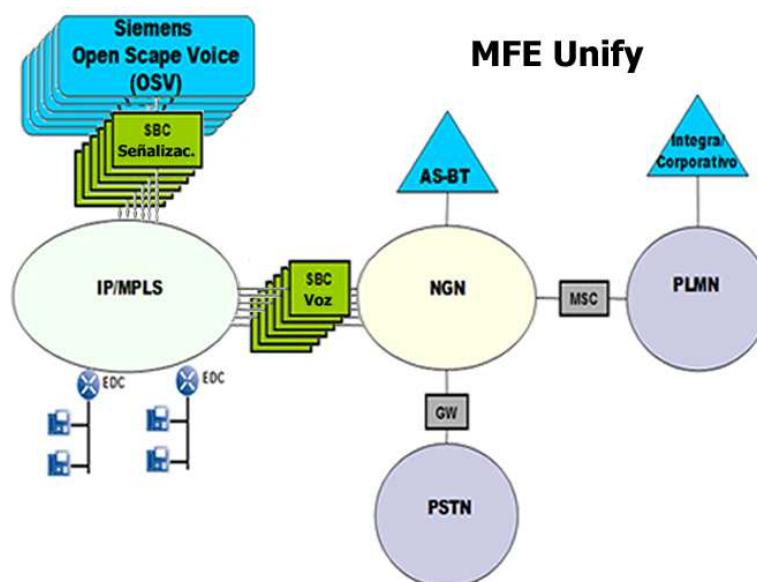 Siemens
Open Scape Voice
(OSV)
MFE Unify
SBC
Señalizac.
AS-BT
Integra/
Corporativo
IP/MPLS
SBC
Voz
NGN
MSC
PLMN
EDC
EDC
GW
PSTN